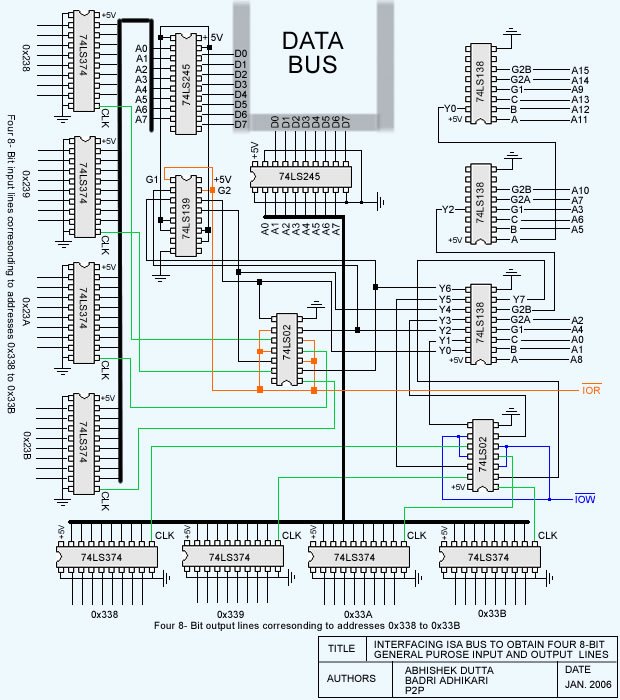 DATA
BUS
0x238
74LS374
+5V
CLK
A0
A1
A2
A3
A4
A5
A6
A7
74LS245
+ 5V
D0
D1
D2
D3
D4
D5
D6
D7
D0
D1
D2
D3
D4
D5
D6
D7
+5V
74LS245
A0
A1
A2
A3
A4
A5
A6
A7
74LS138
Y0
+5V
G2B
G2A
G1
C
B
A
A15
A14
A9
A13
A12
A11
0x239
74LS374
+5V
CLK
G1
+5V
G2
74LS139
74LS138
Y2
+5V
G2B
G2A
G1
C
B
A
A10
A7
A3
A6
A5
Four 8- Bit input lines corresonding to addresses 0x338 to 0x33B
0x23A
74LS374
+5V
CLK
74LS02
Y6
Y5
Y4
Y3
Y2
Y1
Y0
+5V
74LS138
Y7
G2B
G2A
G1
C
B
A
A2
A4
A0
A1
A8
IOR
0x23B
74LS374
+5V
CLK
74LS02
+5V
IOW
+5V
74LS374
CLK
+5V
74LS374
CLK
+5V
74LS374
CLK
+5V
74LS374
CLK
0x338
0x339
0x33A
0x33B
Four 8- Bit output lines corresonding to addresses 0x338 to 0x33B
TITLE
INTERFACING ISA BUS TO OBTAIN FOUR 8-BIT
GENERAL PUROSE INPUT AND OUTPUT LINES
AUTHORS
ABHISHEK DUTTA
BADRI ADHIKARI
P2P
DATE
JAN. 2006